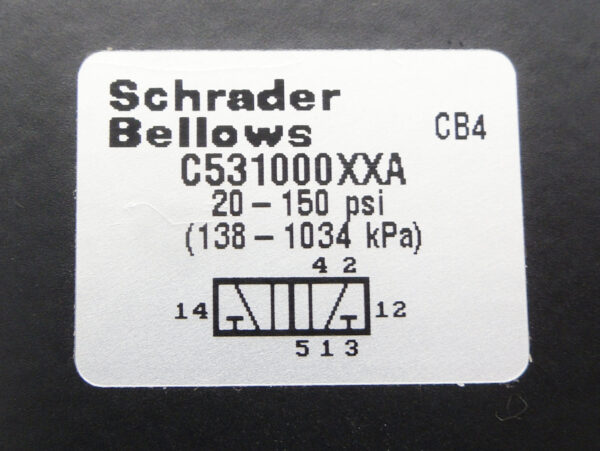 Schrader
Bellows
CB4
C531000XXA
20 - 150 psi
(138 - 1034 kPa)
4 2
14
12
5 1 3